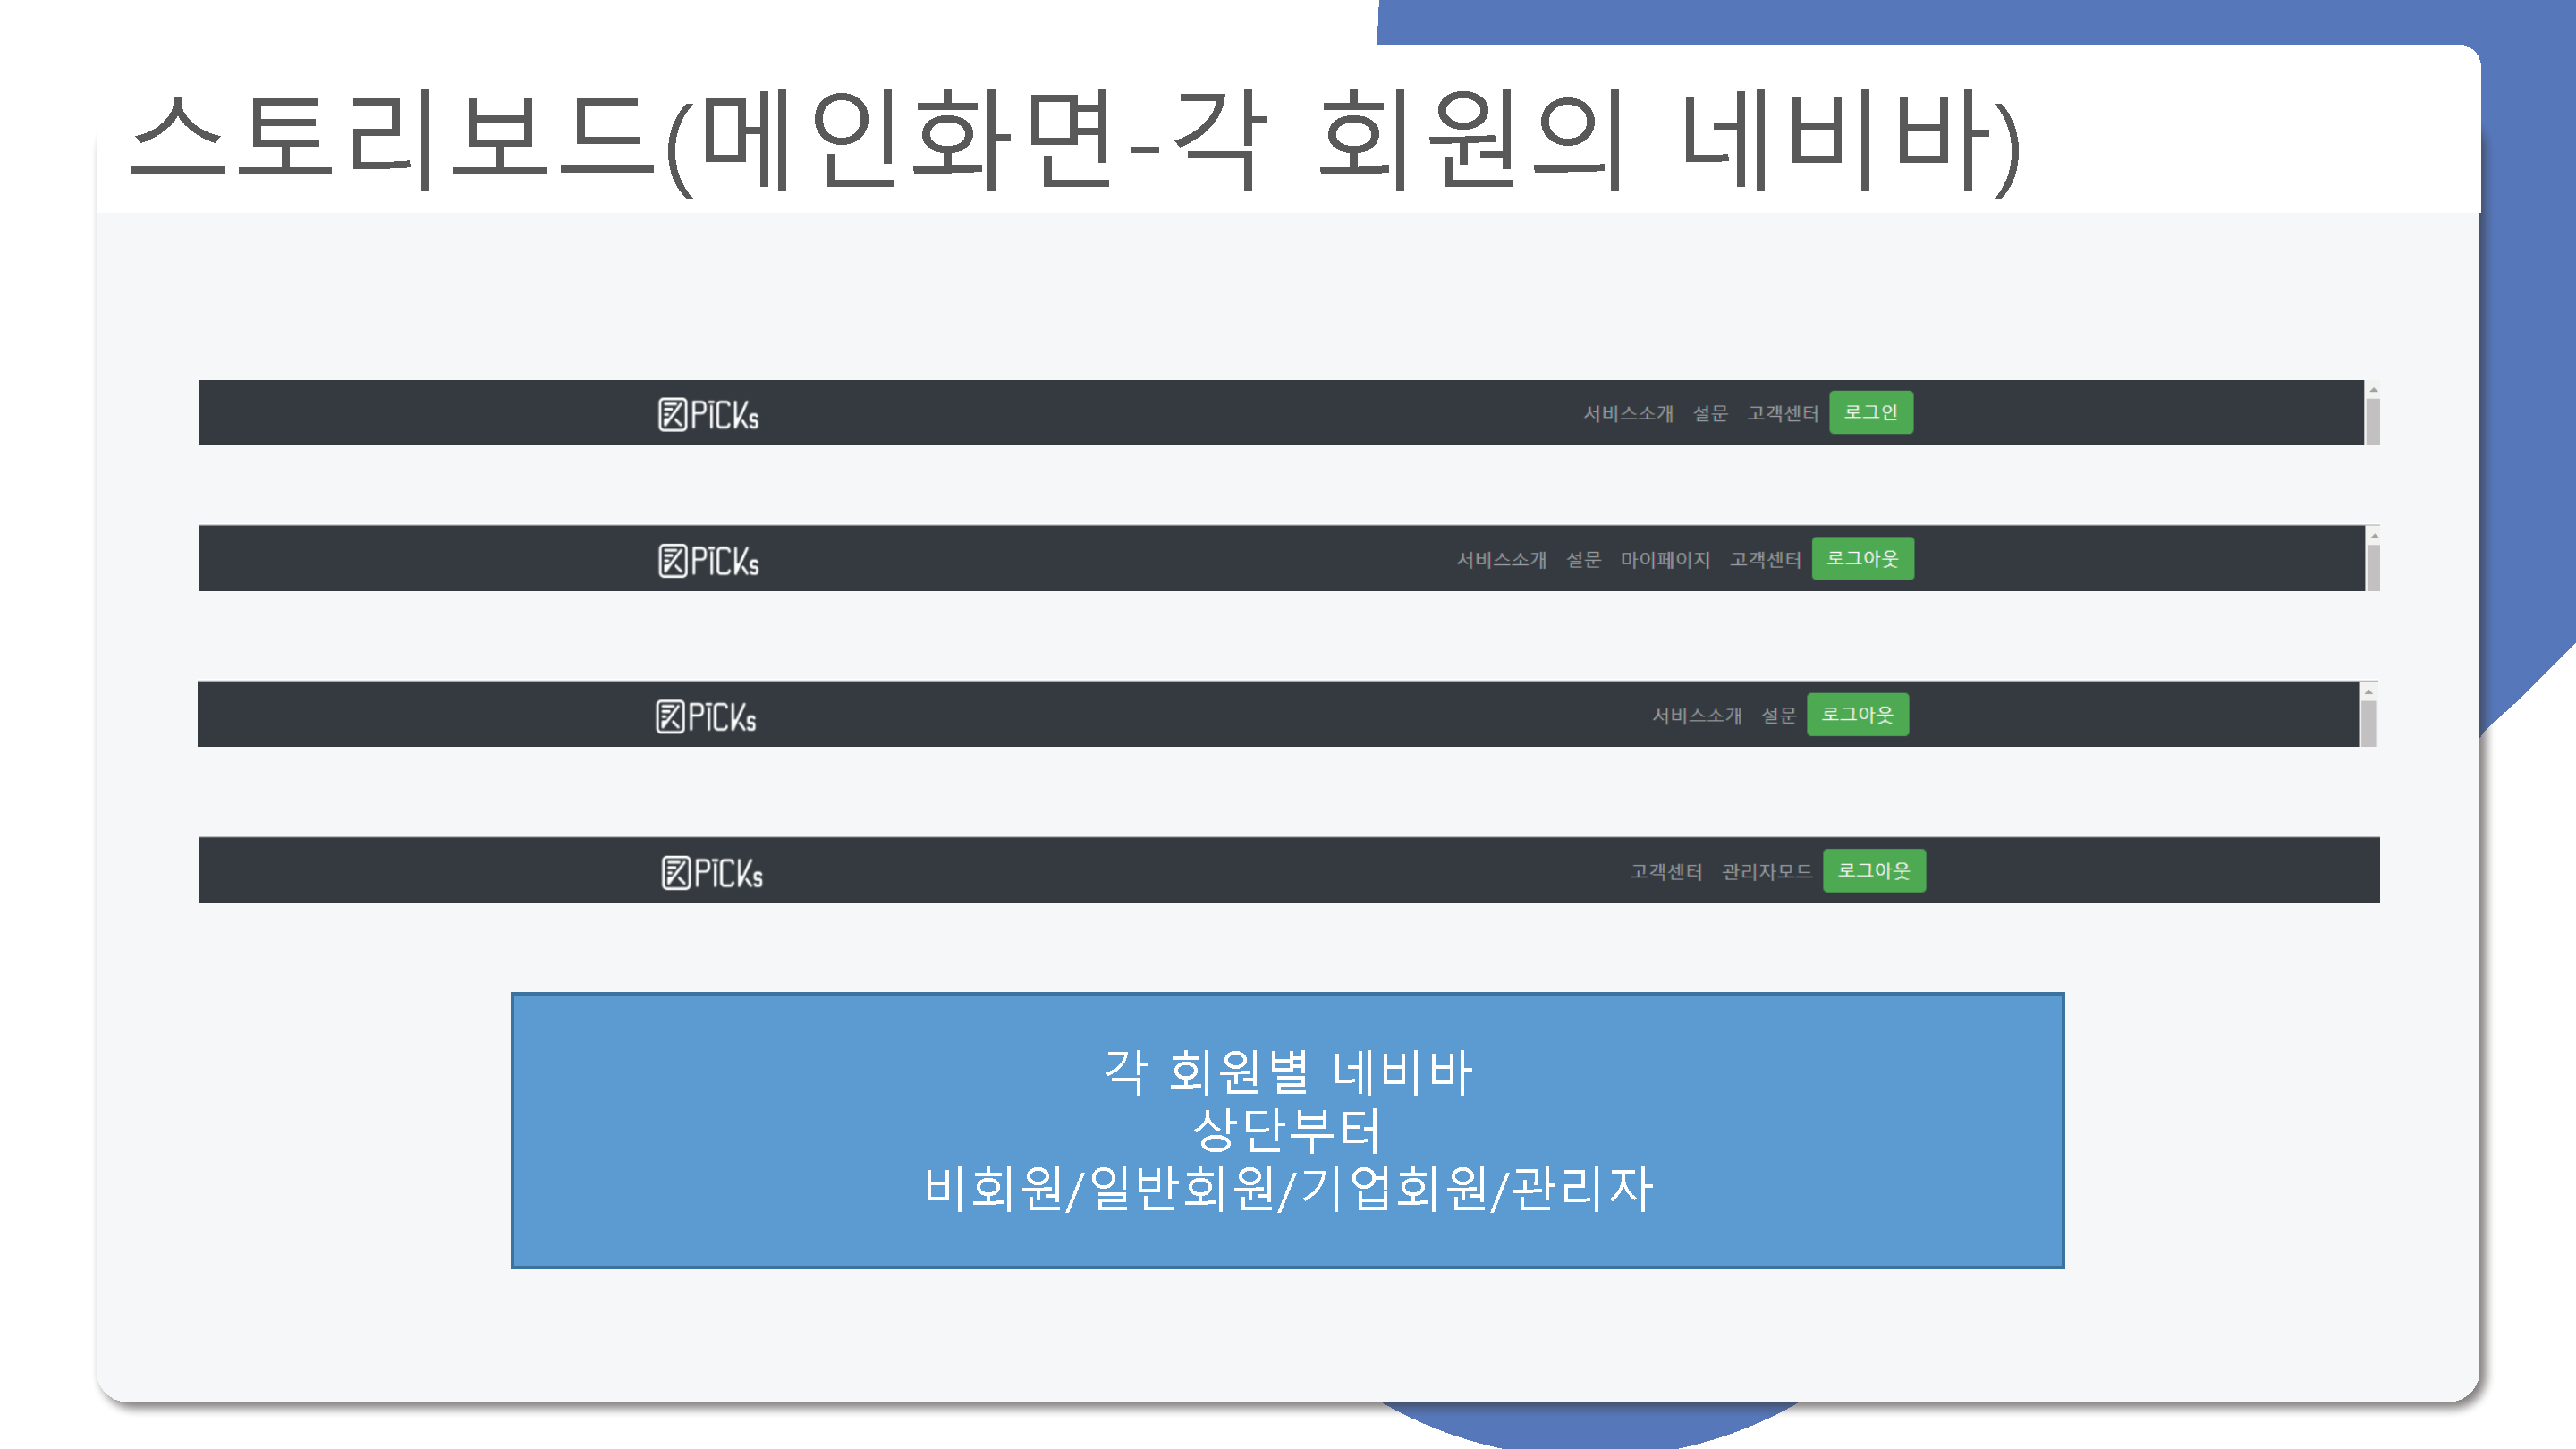 스토리보드(메인화면-각 회원의 네비바)
PiCKs 서비스소개 설문 고객센터 로그인
PiCKs 서비스소개 설문 마이페이지 고객센터 로그아웃
PiCKs 서비스소개 설문 로그아웃
PiCKs 고객센터 관리자모드 로그아웃
각 회원별 네비바
상단부터
비회원/일반회원/기업회원/관리자